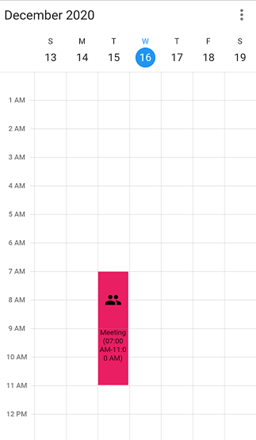 December 2020
S M T W T F S
13 14 15 16 17 18 19
1 AM
2 AM
3 AM
4 AM
5 AM
6 AM
7 AM
8 AM
9 AM
Meeting
(07:00
AM-11:0
0 AM)
10 AM
11 AM
12 PM